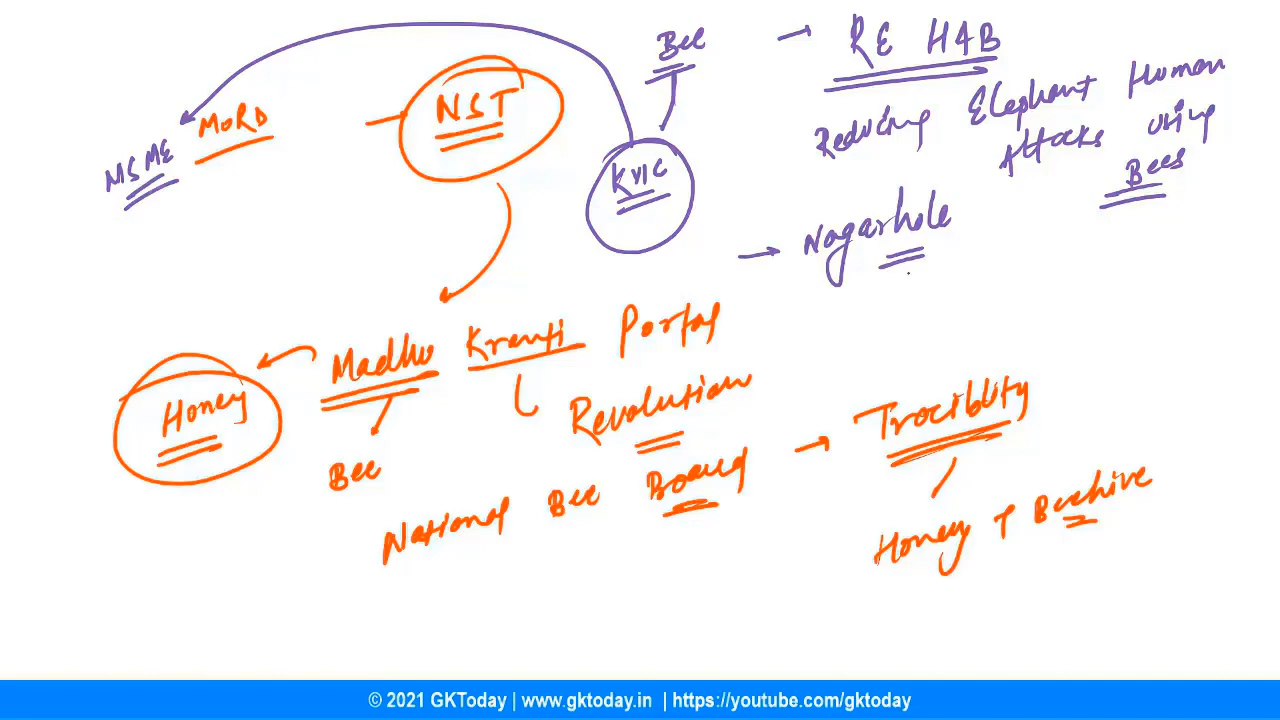 Bee → RE HAB
Reducing Elephant Human
Attacks using
Bees
MSME MORD — NST
KVIC
→ Nagarhole
Madhu Kranti Portal
Honey
Revolution
Bee
National Bee Board → Trociblity
Honey + Beehive
© 2021 GKToday | www.gktoday.in | https://youtube.com/gktoday